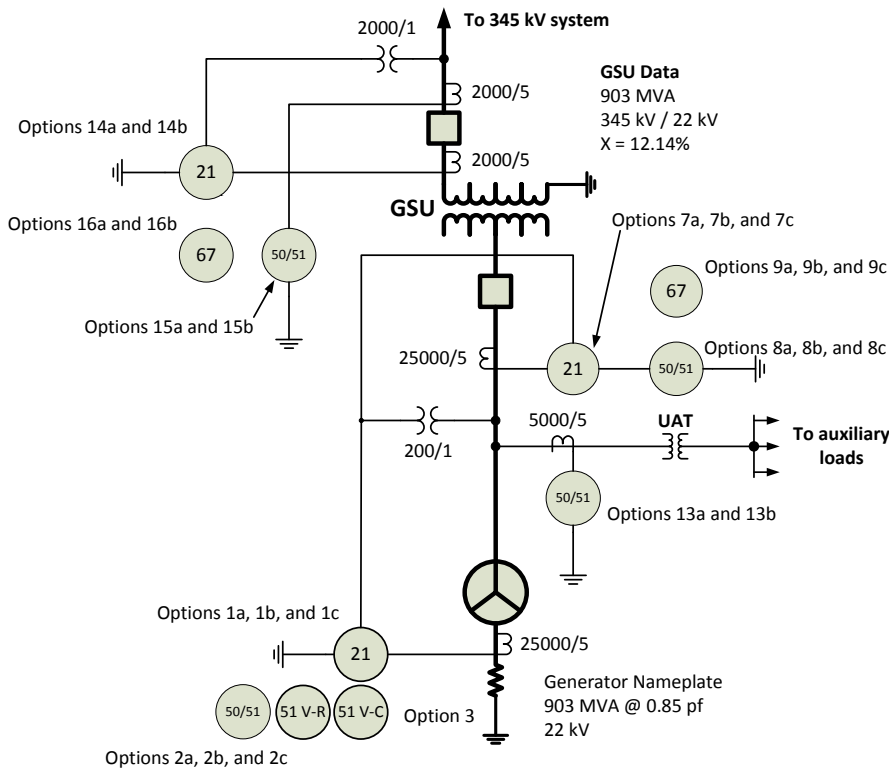 To 345 kV system
2000/1
GSU Data
903 MVA
345 kV / 22 kV
X = 12.14%
2000/5
Options 14a and 14b
2000/5
21
GSU
Options 16a and 16b
Options 7a, 7b, and 7c
67
50/51
Options 9a, 9b, and 9c
67
Options 15a and 15b
25000/5
21
50/51
Options 8a, 8b, and 8c
200/1
5000/5
UAT
To auxiliary
loads
50/51
Options 13a and 13b
Options 1a, 1b, and 1c
21
25000/5
Generator Nameplate
903 MVA @ 0.85 pf
22 kV
50/51
51 V-R
51 V-C
Option 3
Options 2a, 2b, and 2c